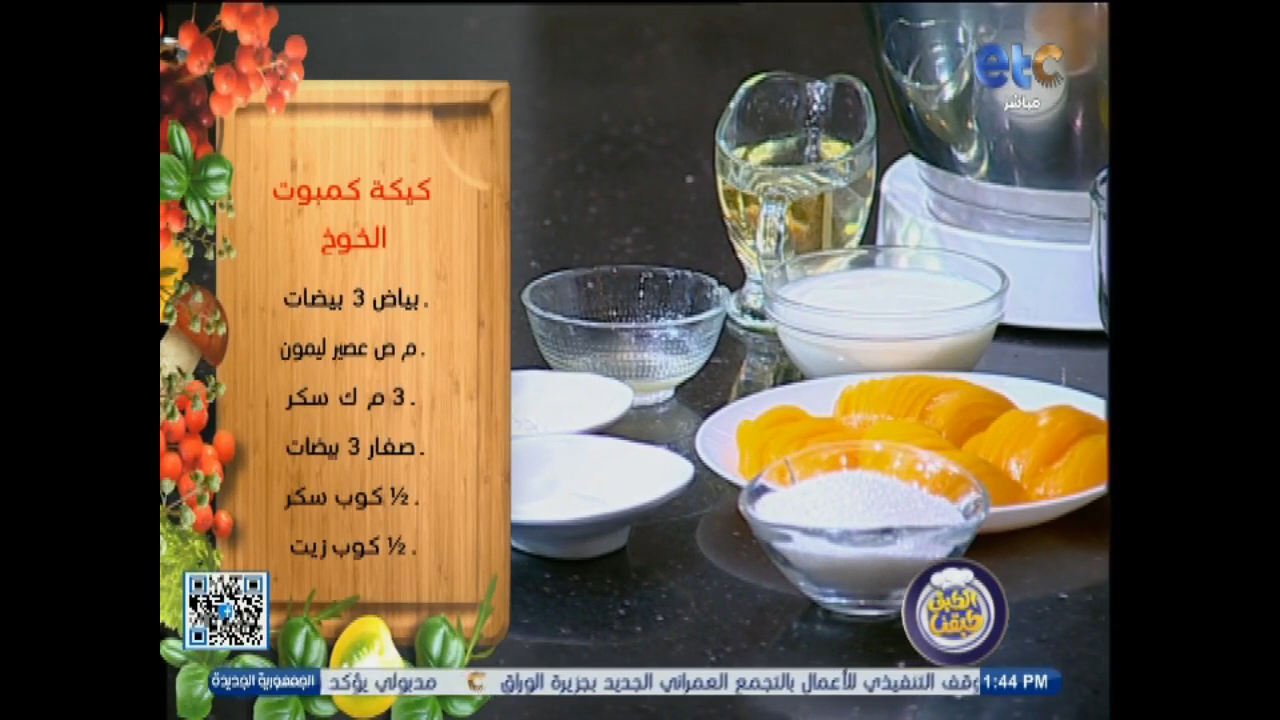 etc
مباشر
كيكة كمبوت
الخوخ
. بياض 3 بيضات
. م ص عصير ليمون
. 3 م ك سكر
. صفار 3 بيضات
. ½ كوب سكر
. ½ كوب زيت
1:44 PM
وقف التنفيذي للأعمال بالتجمع العمراني الجديد بجزيرة الوراق
مدبولي يؤكد
الجمهورية الجديدة